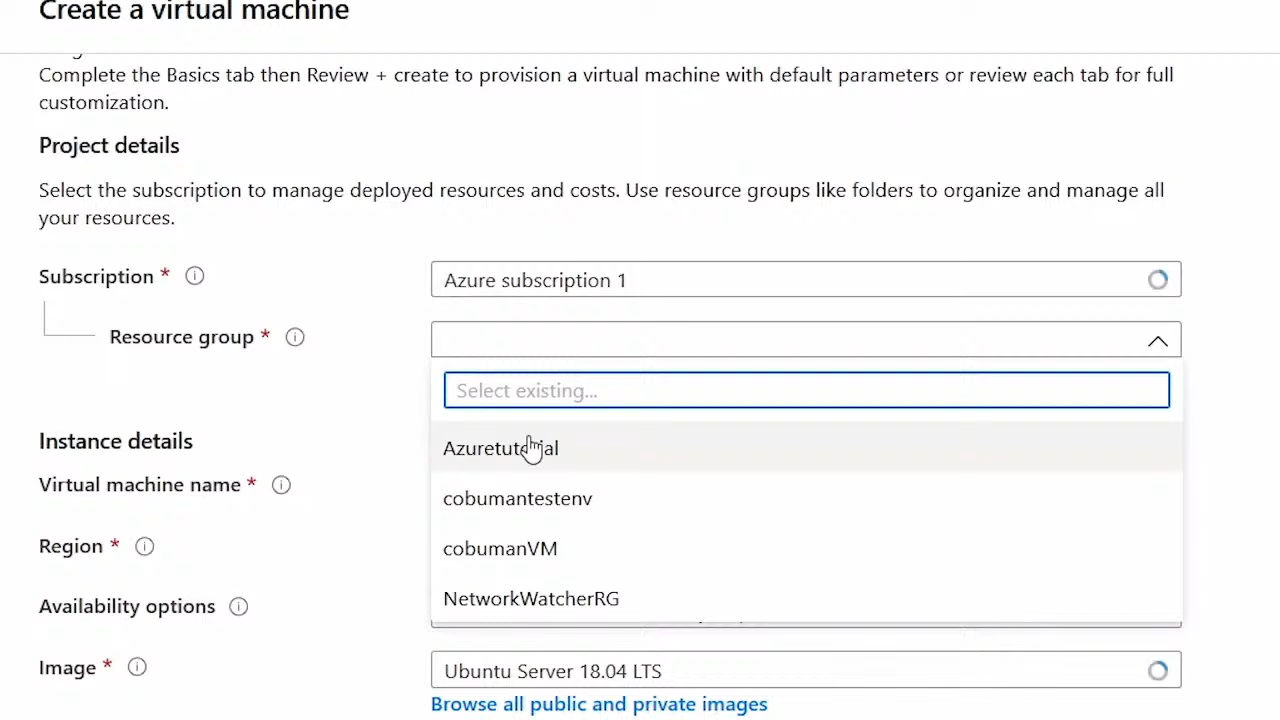 Create a virtual machine
Complete the Basics tab then Review + create to provision a virtual machine with default parameters or review each tab for full
customization.
Project details
Select the subscription to manage deployed resources and costs. Use resource groups like folders to organize and manage all
your resources.
Subscription *
Azure subscription 1
Resource group *
Select existing...
Azuretutorial
Instance details
Virtual machine name *
cobumantestenv
Region *
cobumanVM
Availability options
NetworkWatcherRG
Image *
Ubuntu Server 18.04 LTS
Browse all public and private images